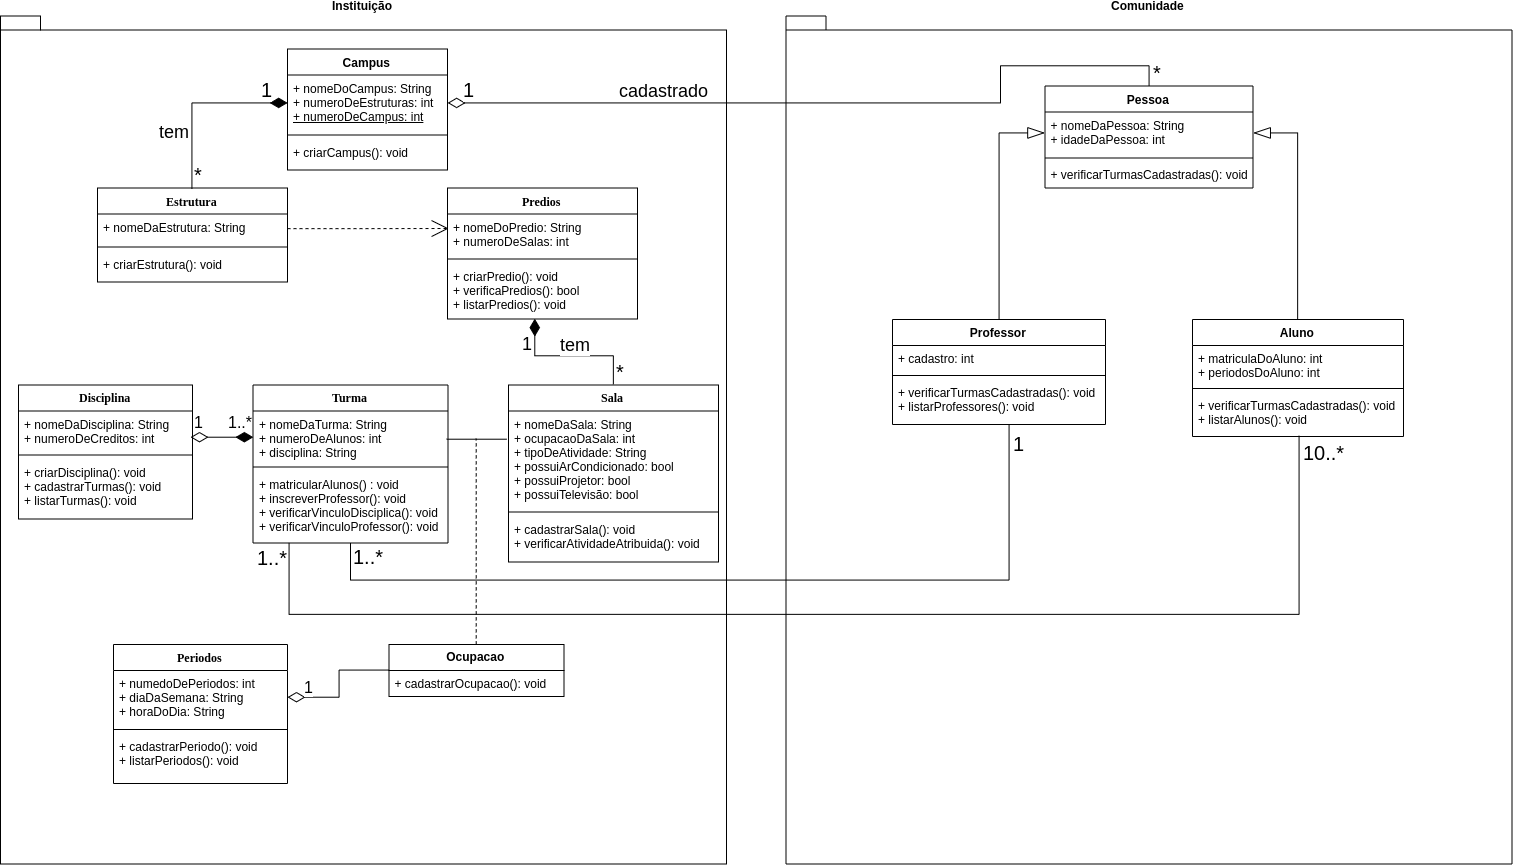 Instituição
Comunidade
Campus
+ nomeDoCampus: String
+ numeroDeEstruturas: int
+ numeroDeCampus: int
+ criarCampus(): void
1
1
cadastrado
*
tem
*
Pessoa
+ nomeDaPessoa: String
+ idadeDaPessoa: int
+ verificarTurmasCadastradas(): void
Estrutura
+ nomeDaEstrutura: String
+ criarEstrutura(): void
Predios
+ nomeDoPredio: String
+ numeroDeSalas: int
+ criarPredio(): void
+ verificaPredios(): bool
+ listarPredios(): void
1
tem
*
Professor
+ cadastro: int
+ verificarTurmasCadastradas(): void
+ listarProfessores(): void
1
Aluno
+ matriculaDoAluno: int
+ periodosDoAluno: int
+ verificarTurmasCadastradas(): void
+ listarAlunos(): void
10..*
Disciplina
+ nomeDaDisciplina: String
+ numeroDeCreditos: int
+ criarDisciplina(): void
+ cadastrarTurmas(): void
+ listarTurmas(): void
1
1..*
Turma
+ nomeDaTurma: String
+ numeroDeAlunos: int
+ disciplina: String
+ matricularAlunos() : void
+ inscreverProfessor(): void
+ verificarVinculoDisciplica(): void
+ verificarVinculoProfessor(): void
1..*
1..*
Sala
+ nomeDaSala: String
+ ocupacaoDaSala: int
+ tipoDeAtividade: String
+ possuiArCondicionado: bool
+ possuiProjetor: bool
+ possuiTelevisão: bool
+ cadastrarSala(): void
+ verificarAtividadeAtribuida(): void
Periodos
+ numedoDePeriodos: int
+ diaDaSemana: String
+ horaDoDia: String
+ cadastrarPeriodo(): void
+ listarPeriodos(): void
1
Ocupacao
+ cadastrarOcupacao(): void